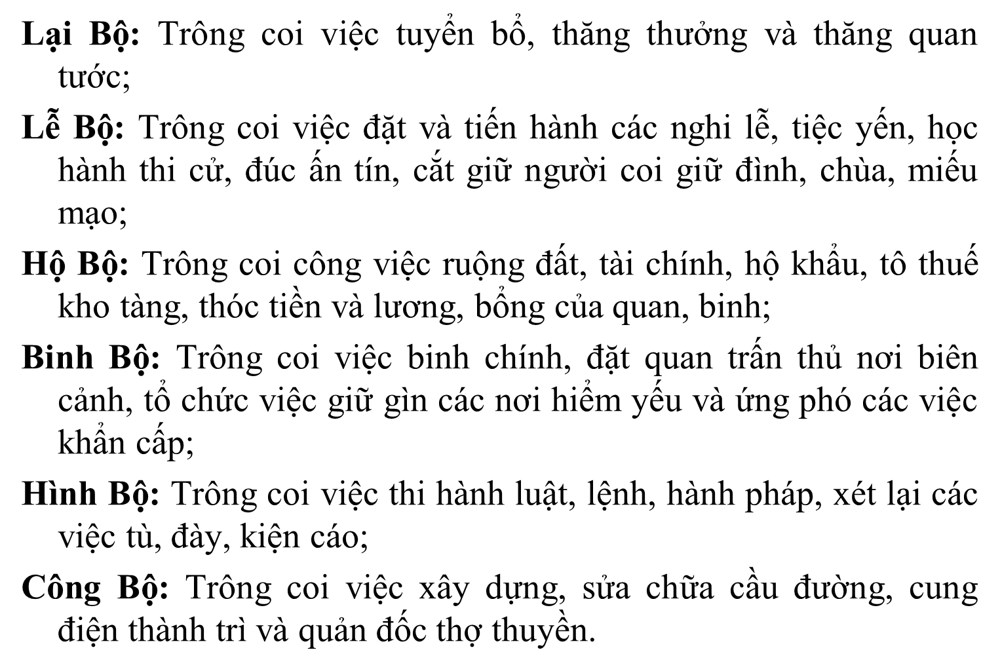 Lại Bộ: Trông coi việc tuyển bổ, thăng thưởng và thăng quan
tước;
Lễ Bộ: Trông coi việc đặt và tiến hành các nghi lễ, tiệc yến, học
hành thi cử, đúc ấn tín, cắt giữ người coi giữ đình, chùa, miếu
mạo;
Hộ Bộ: Trông coi công việc ruộng đất, tài chính, hộ khẩu, tô thuế
kho tàng, thóc tiền và lương, bổng của quan, binh;
Binh Bộ: Trông coi việc binh chính, đặt quan trấn thủ nơi biên
cảnh, tổ chức việc giữ gìn các nơi hiểm yếu và ứng phó các việc
khẩn cấp;
Hình Bộ: Trông coi việc thi hành luật, lệnh, hành pháp, xét lại các
việc tù, đày, kiện cáo;
Công Bộ: Trông coi việc xây dựng, sửa chữa cầu đường, cung
điện thành trì và quản đốc thợ thuyền.